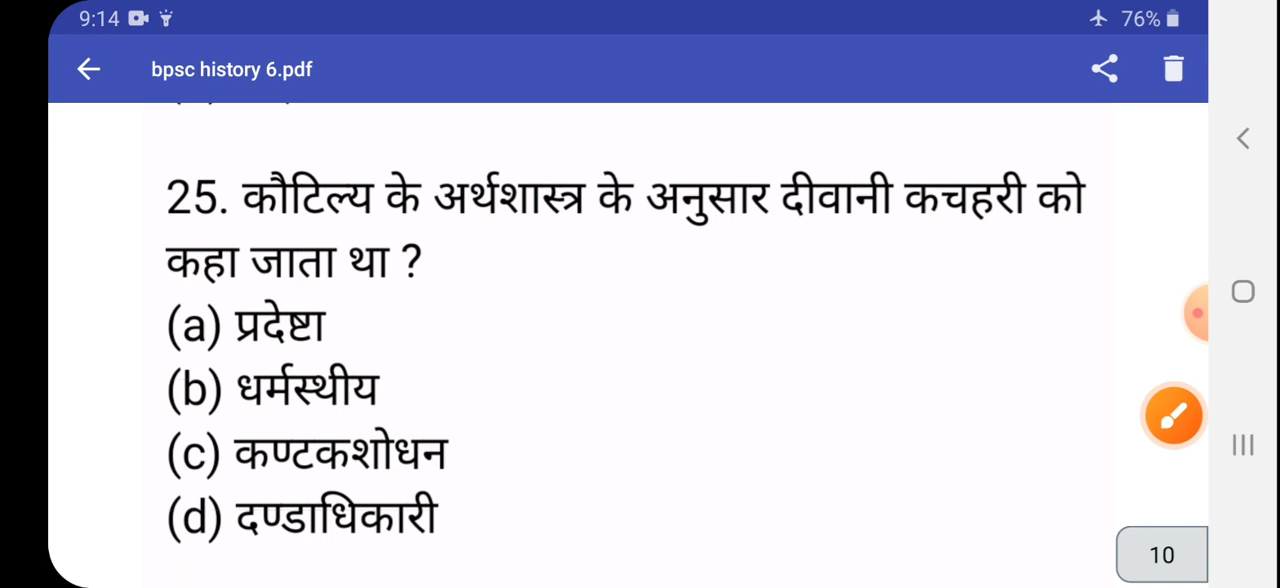 9:14 76%
bpsc history 6.pdf
25. कौटिल्य के अर्थशास्त्र के अनुसार दीवानी कचहरी को
कहा जाता था ?
(a) प्रदेष्टा
(b) धर्मस्थीय
(c) कण्टकशोधन
(d) दण्डाधिकारी
10